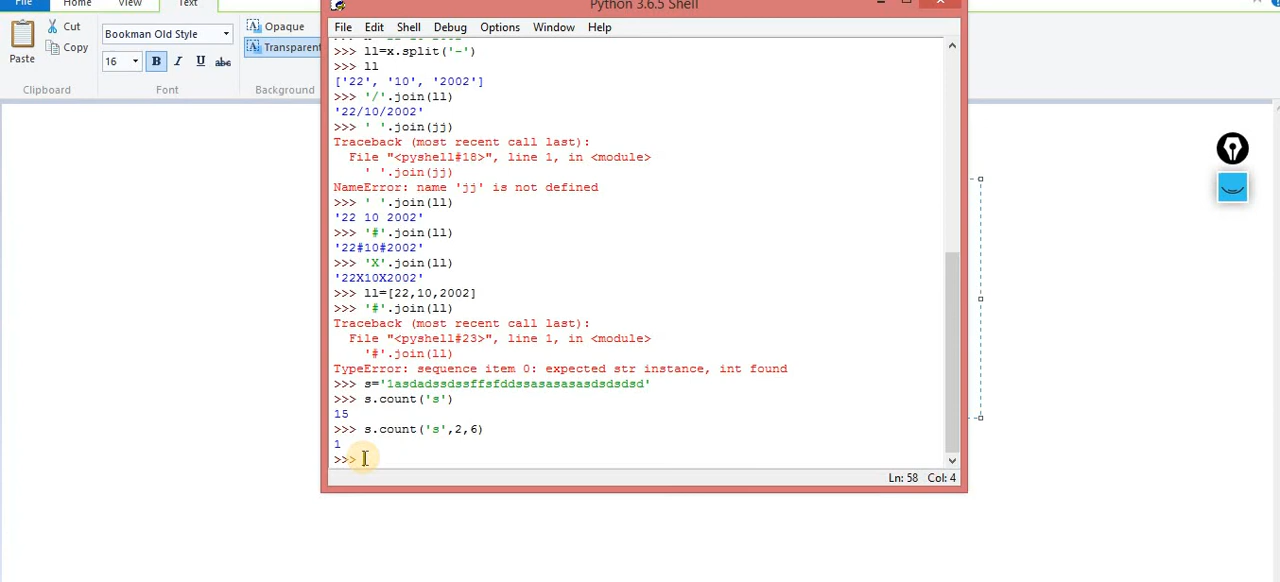 File Home View Text
Python 3.6.5 Shell
Cut
Copy
Paste
Clipboard
Bookman Old Style
16 B I U abc
Font
Opaque
Transparent
Background
File Edit Shell Debug Options Window Help
>>> ll=x.split('-')
>>> ll
['22', '10', '2002']
>>> '/'.join(ll)
'22/10/2002'
>>> ' '.join(jj)
Traceback (most recent call last):
File "<pyshell#18>", line 1, in <module>
' '.join(jj)
NameError: name 'jj' is not defined
>>> ' '.join(ll)
'22 10 2002'
>>> '#'.join(ll)
'22#10#2002'
>>> 'X'.join(ll)
'22X10X2002'
>>> ll=[22,10,2002]
>>> '#'.join(ll)
Traceback (most recent call last):
File "<pyshell#23>", line 1, in <module>
'#'.join(ll)
TypeError: sequence item 0: expected str instance, int found
>>> s='1asdadssdssffsfddssasasasasdsdsdsd'
>>> s.count('s')
15
>>> s.count('s',2,6)
1
>>>
Ln: 58 Col: 4